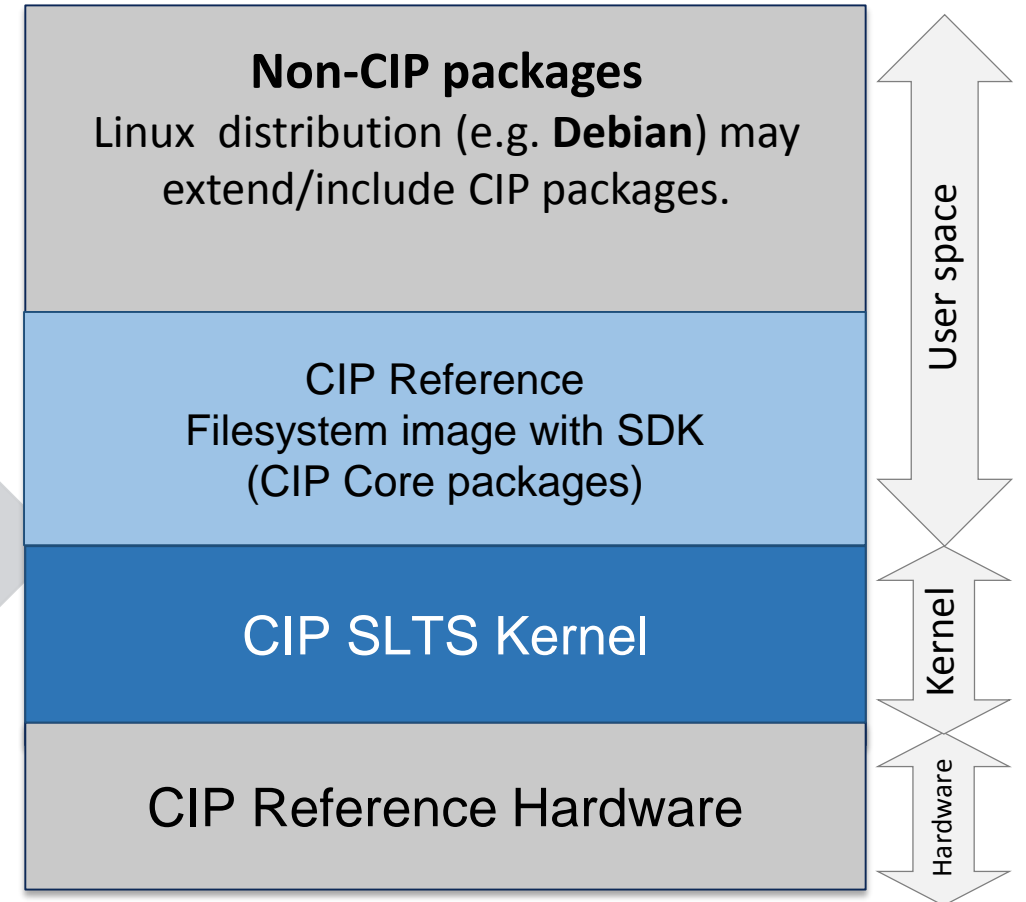 Non-CIP packages
Linux distribution (e.g. Debian) may
extend/include CIP packages.
User space
CIP Reference
Filesystem image with SDK
(CIP Core packages)
CIP SLTS Kernel
Kernel
CIP Reference Hardware
Hardware